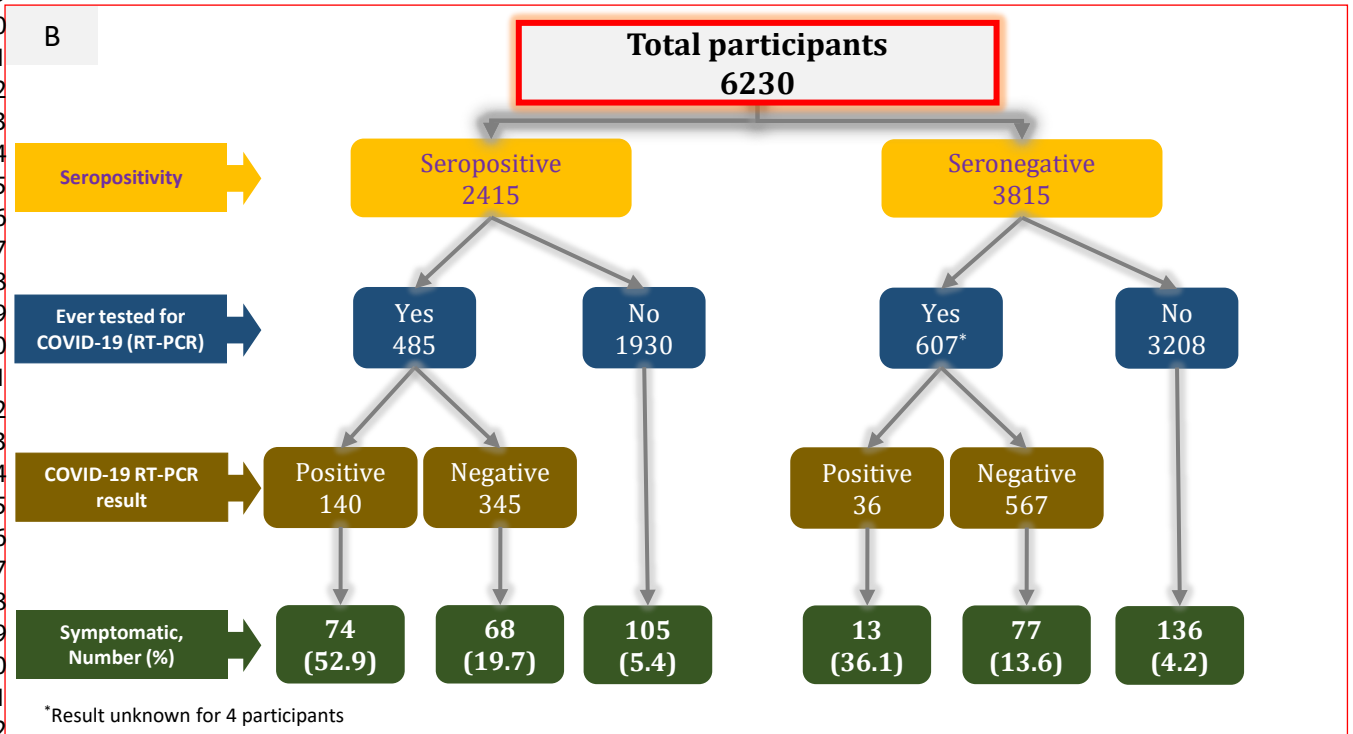 B
Total participants
6230
Seropositivity
Seropositive
2415
Seronegative
3815
Ever tested for
COVID-19 (RT-PCR)
Yes
485
No
1930
Yes
607*
No
3208
COVID-19 RT-PCR
result
Positive
140
Negative
345
Positive
36
Negative
567
Symptomatic,
Number (%)
74
(52.9)
68
(19.7)
105
(5.4)
13
(36.1)
77
(13.6)
136
(4.2)
*Result unknown for 4 participants